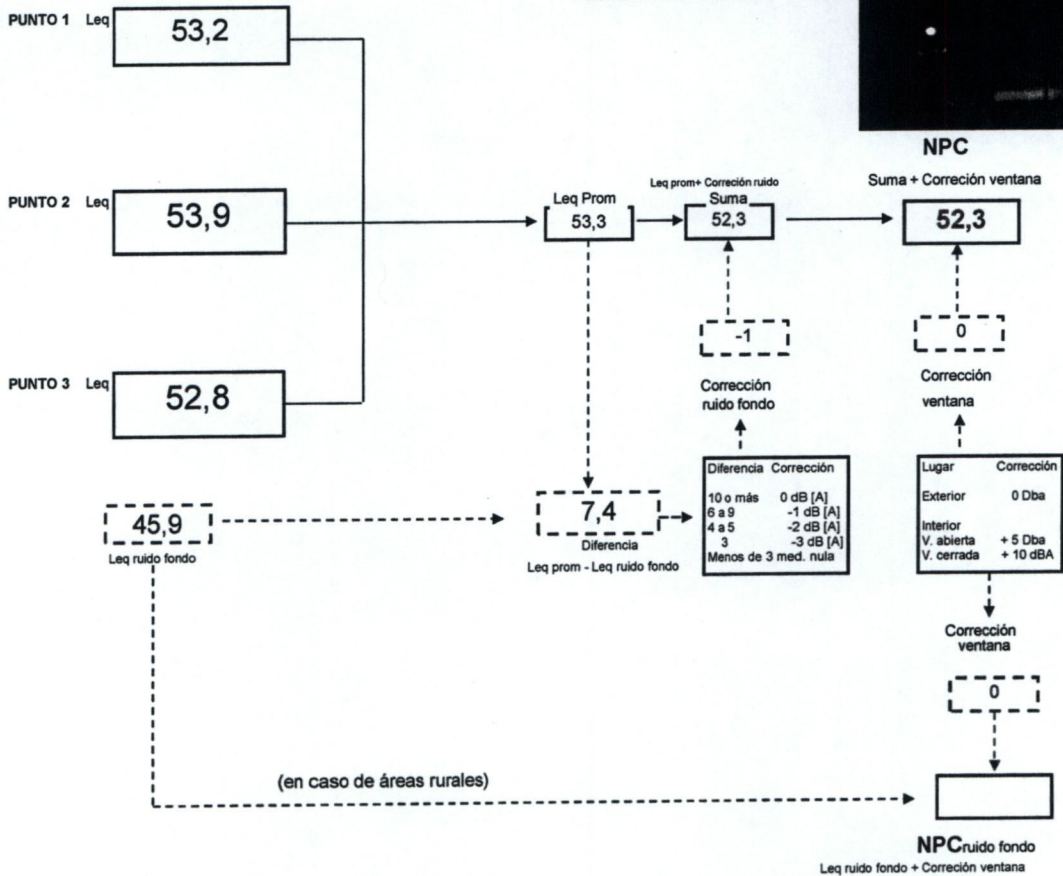 PUNTO 1 Leq 53,2
NPC
PUNTO 2 Leq 53,9
Leq Prom
53,3
Leq prom+ Correción ruido
Suma
52,3
Suma + Correción ventana
52,3
-1
Corrección
ruido fondo
0
Corrección
ventana
PUNTO 3 Leq 52,8
45,9
Leq ruido fondo
7,4
Diferencia
Leq prom - Leq ruido fondo
Diferencia Corrección
10 o más 0 dB [A]
6 a 9 -1 dB [A]
4 a 5 -2 dB [A]
3 -3 dB [A]
Menos de 3 med. nula
Lugar Corrección
Exterior 0 Dba
Interior
V. abierta + 5 Dba
V. cerrada + 10 dBA
Corrección
ventana
0
(en caso de áreas rurales)
NPCruido fondo
Leq ruido fondo + Correción ventana